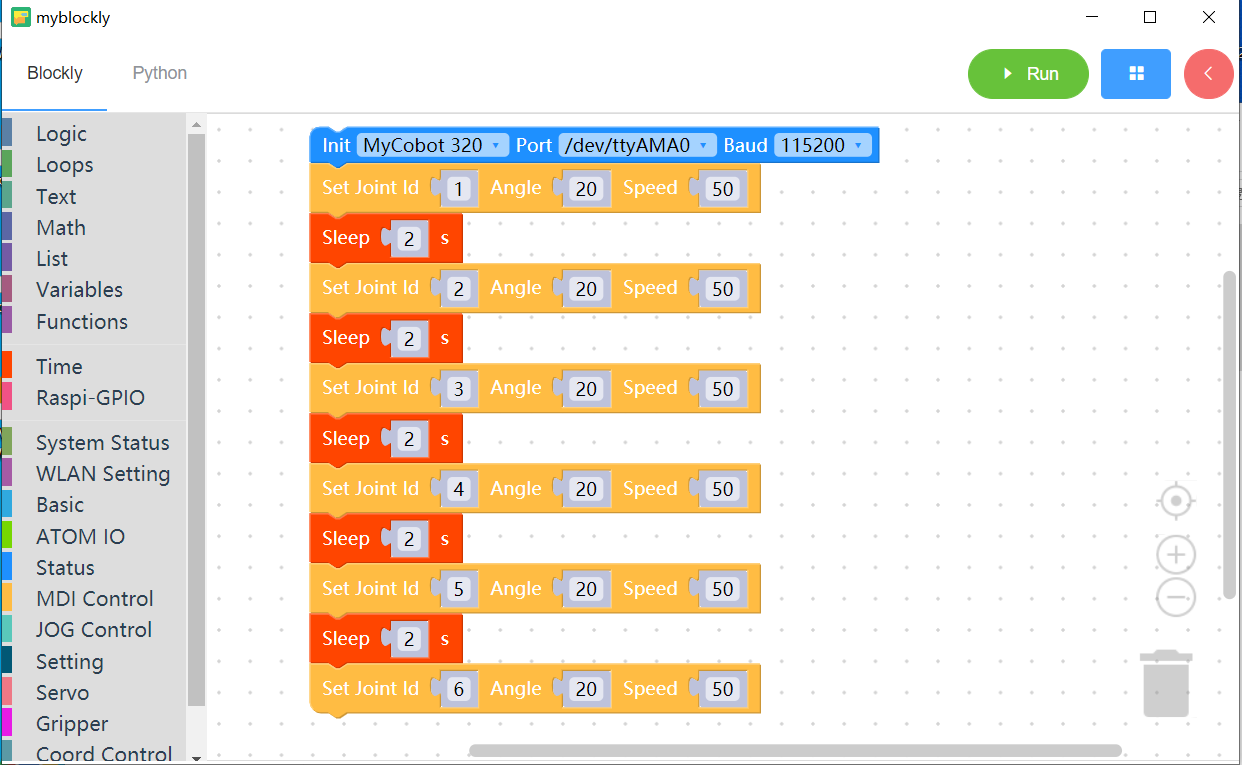 myblockly
Blockly Python Run
Logic
Loops
Text
Math
List
Variables
Functions
Time
Raspi-GPIO
System Status
WLAN Setting
Basic
ATOM IO
Status
MDI Control
JOG Control
Setting
Servo
Gripper
Coord Control
Init MyCobot 320 Port /dev/ttyAMA0 Baud 115200
Set Joint Id 1 Angle 20 Speed 50
Sleep 2 s
Set Joint Id 2 Angle 20 Speed 50
Sleep 2 s
Set Joint Id 3 Angle 20 Speed 50
Sleep 2 s
Set Joint Id 4 Angle 20 Speed 50
Sleep 2 s
Set Joint Id 5 Angle 20 Speed 50
Sleep 2 s
Set Joint Id 6 Angle 20 Speed 50